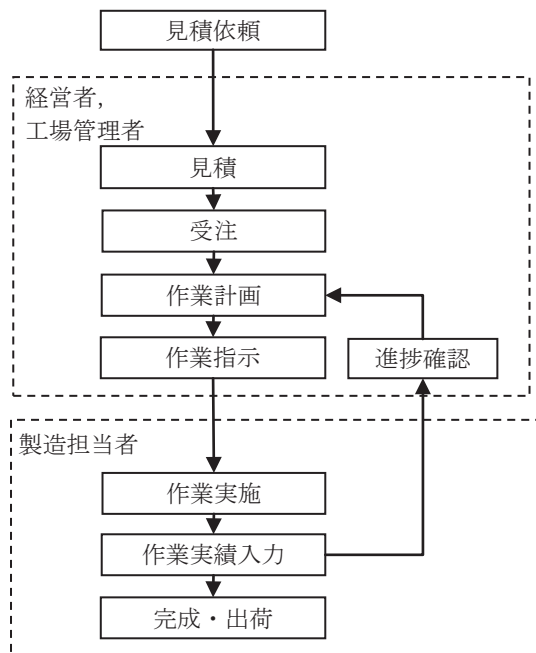 見積依頼
経営者,
工場管理者
見積
受注
作業計画
作業指示
進捗確認
製造担当者
作業実施
作業実績入力
完成・出荷